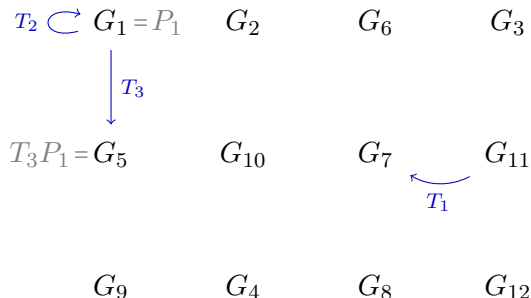 T₂ G₁ = P₁ G₂ G₆ G₃
T₃
T₃P₁ = G₅ G₁₀ G₇ G₁₁
T₁
G₉ G₄ G₈ G₁₂